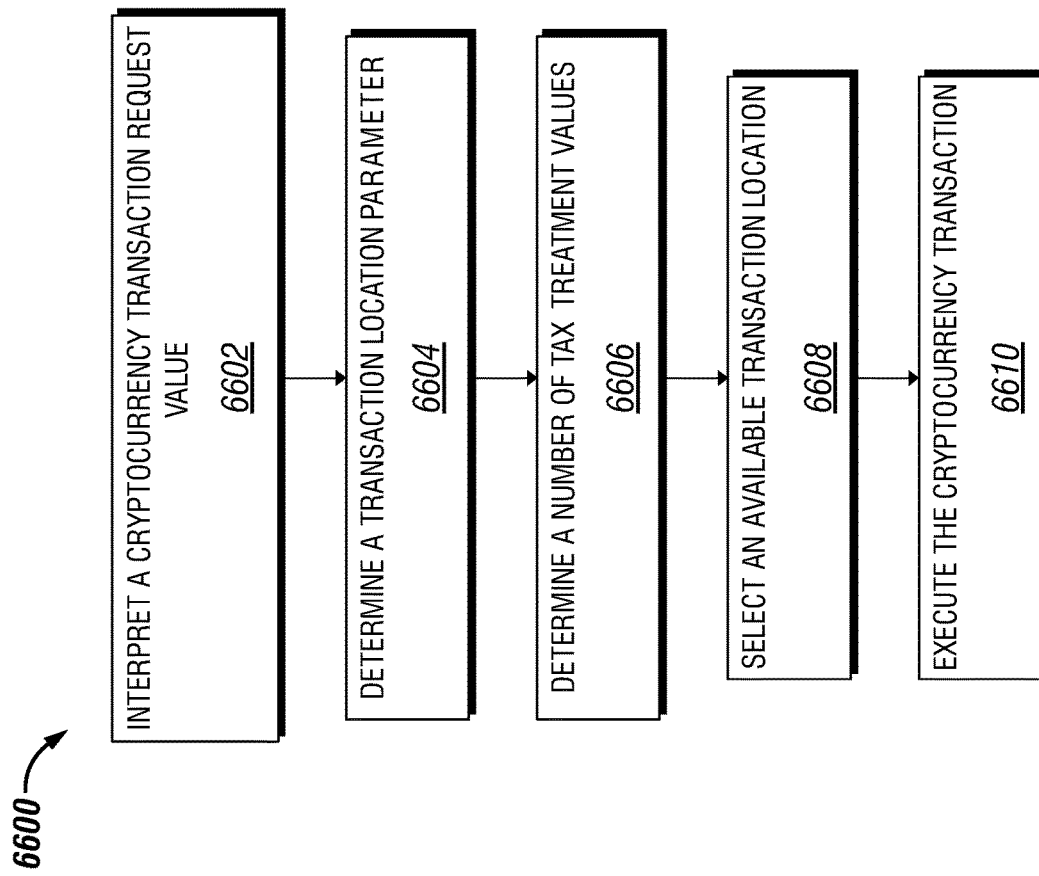 6600
INTERPRET A CRYPTOCURRENCY TRANSACTION REQUEST
VALUE
6602
DETERMINE A TRANSACTION LOCATION PARAMETER
6604
DETERMINE A NUMBER OF TAX TREATMENT VALUES
6606
SELECT AN AVAILABLE TRANSACTION LOCATION
6608
EXECUTE THE CRYPTOCURRENCY TRANSACTION
6610